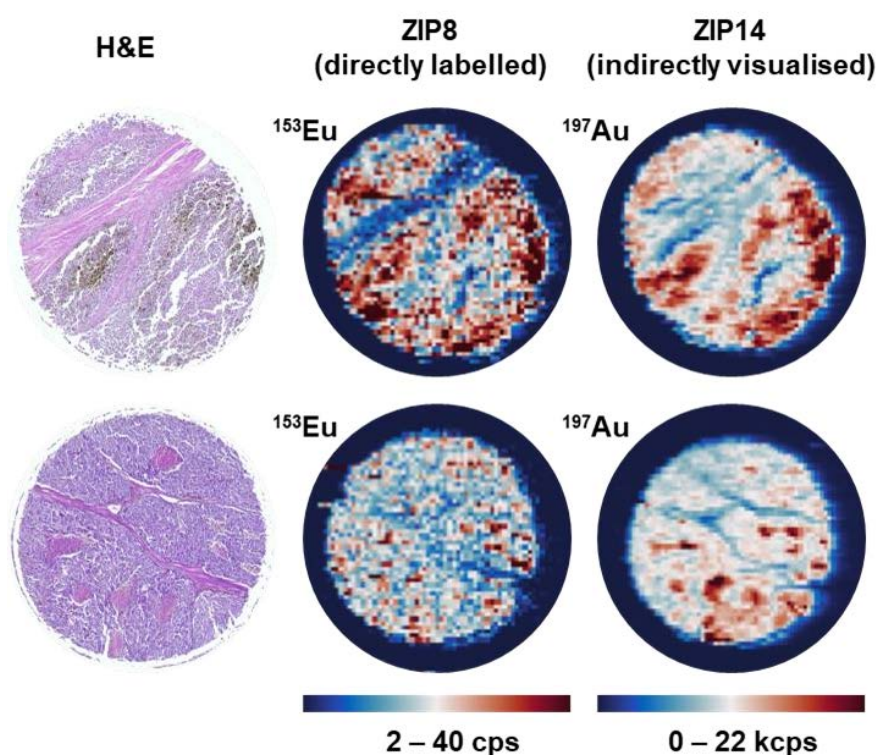 H&E
ZIP8
(directly labelled)
ZIP14
(indirectly visualised)
¹⁵³Eu
¹⁹⁷Au
¹⁵³Eu
¹⁹⁷Au
2 – 40 cps
0 – 22 kcps